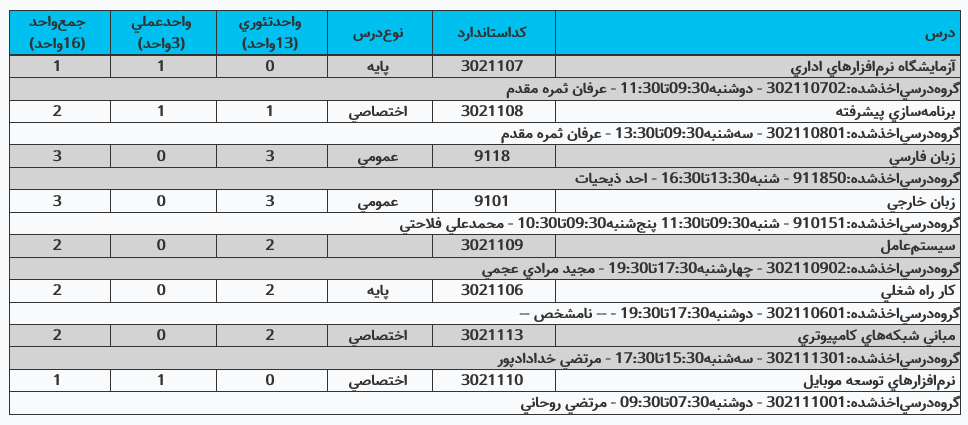 درس کداستاندارد نوع‌درس واحدتئوري (13واحد) واحدعملي (3واحد) جمع‌واحد (16واحد)
آزمايشگاه نرم‌افزارهاي اداري 3021107 پايه 0 1 1
گروه‌درسي‌اخذشده:302110702 - دوشنبه09:30تا11:30 - عرفان ثمره مقدم
برنامه‌سازي پيشرفته 3021108 اختصاصي 1 1 2
گروه‌درسي‌اخذشده:302110801 - سه‌شنبه09:30تا13:30 - عرفان ثمره مقدم
زبان فارسي 9118 عمومي 3 0 3
گروه‌درسي‌اخذشده:911850 - شنبه13:30تا16:30 - احد ذيحيات
زبان خارجي 9101 عمومي 3 0 3
گروه‌درسي‌اخذشده:910151 - شنبه09:30تا11:30 پنج‌شنبه09:30تا10:30 - محمدعلي فلاحتي
سيستم‌عامل 3021109 2 0 2
گروه‌درسي‌اخذشده:302110902 - چهارشنبه17:30تا19:30 - مجيد مرادي عجمي
كار راه شغلي 3021106 پايه 2 0 2
گروه‌درسي‌اخذشده:302110601 - دوشنبه17:30تا19:30 - -- نامشخص --
مباني شبكه‌هاي كامپيوتري 3021113 اختصاصي 2 0 2
گروه‌درسي‌اخذشده:302111301 - سه‌شنبه15:30تا17:30 - مرتضي خدادادپور
نرم‌افزارهاي توسعه موبايل 3021110 اختصاصي 0 1 1
گروه‌درسي‌اخذشده:302111001 - دوشنبه07:30تا09:30 - مرتضي روحاني